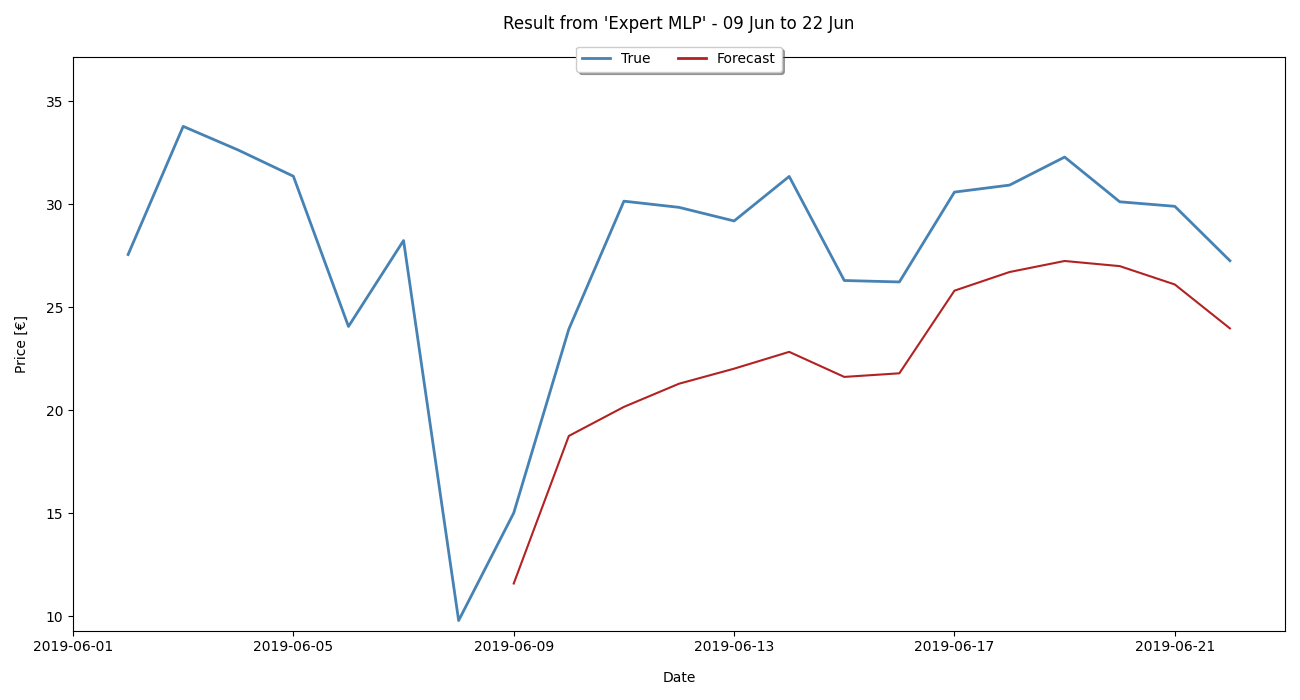 Result from 'Expert MLP' - 09 Jun to 22 Jun
True Forecast
35
30
25
20
15
10
Price [€]
2019-06-01 2019-06-05 2019-06-09 2019-06-13 2019-06-17 2019-06-21
Date